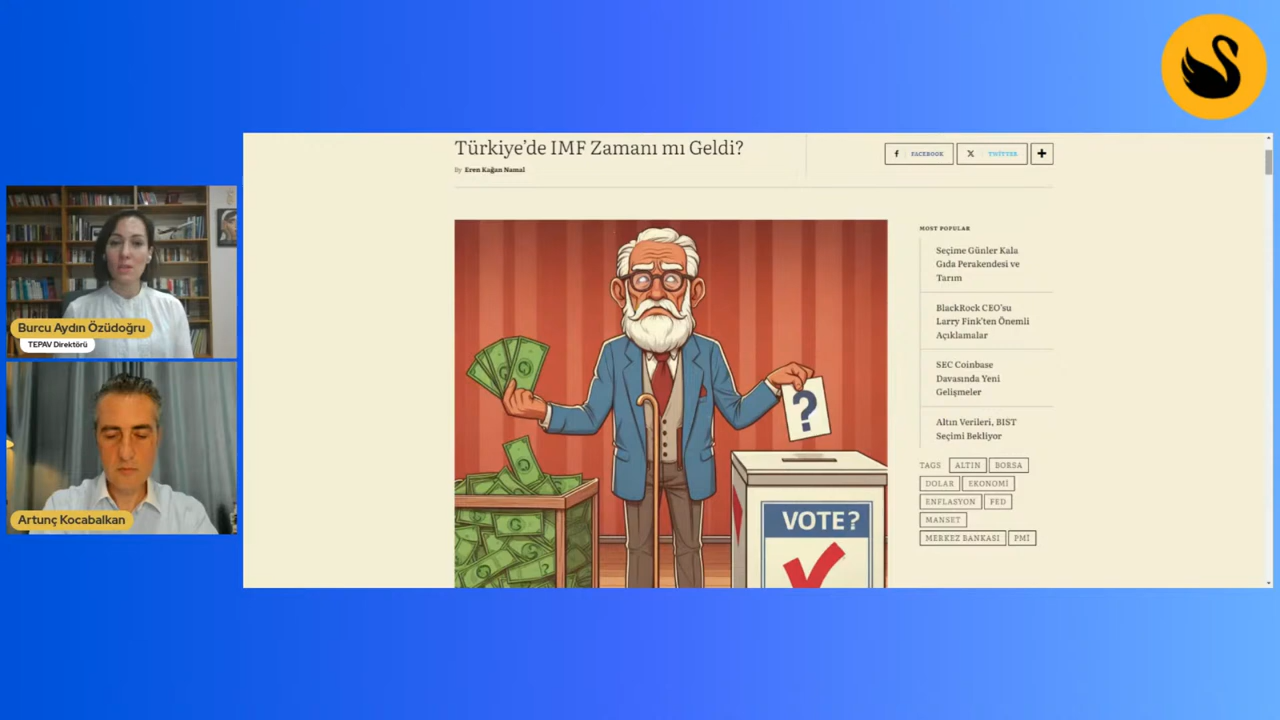 Türkiye'de IMF Zamanı mı Geldi?
By Eren Kağan Namal
FACEBOOK
TWITTER
Burcu Aydın Özüdoğru
TEPAV Direktörü
Artunç Kocabalkan
?
VOTE?
MOST POPULAR
Seçime Günler Kala
Gıda Perakendesi ve
Tarım
BlackRock CEO'su
Larry Fink'ten Önemli
Açıklamalar
SEC Coinbase
Davasında Yeni
Gelişmeler
Altın Verileri, BIST
Seçimi Bekliyor
TAGS ALTIN BORSA
DOLAR EKONOMİ
ENFLASYON FED
MANSET
MERKEZ BANKASI PMİ